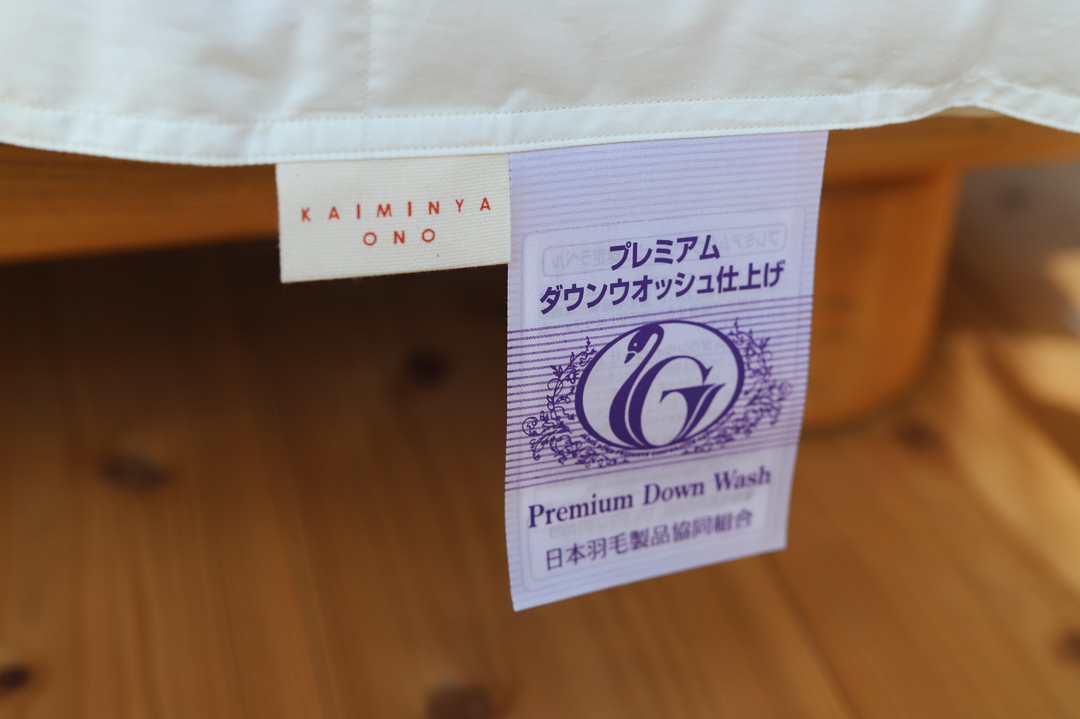 KAIMINYA
ONO
プレミアム
ダウンウオッシュ仕上げ
G
Premium Down Wash
日本羽毛製品協同組合